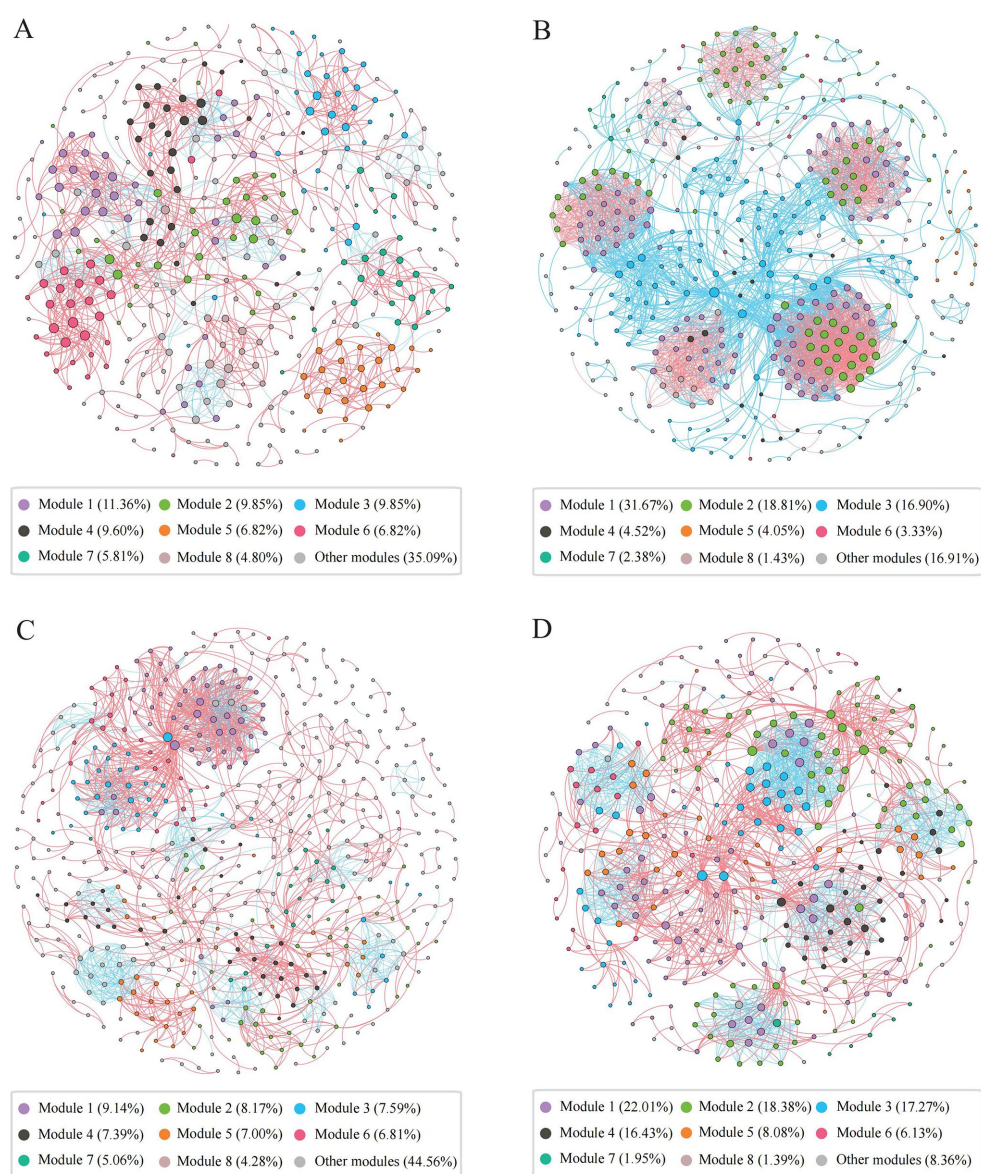 A
B
Module 1 (11.36%) Module 2 (9.85%) Module 3 (9.85%)
Module 4 (9.60%) Module 5 (6.82%) Module 6 (6.82%)
Module 7 (5.81%) Module 8 (4.80%) Other modules (35.09%)
Module 1 (31.67%) Module 2 (18.81%) Module 3 (16.90%)
Module 4 (4.52%) Module 5 (4.05%) Module 6 (3.33%)
Module 7 (2.38%) Module 8 (1.43%) Other modules (16.91%)
C
D
Module 1 (9.14%) Module 2 (8.17%) Module 3 (7.59%)
Module 4 (7.39%) Module 5 (7.00%) Module 6 (6.81%)
Module 7 (5.06%) Module 8 (4.28%) Other modules (44.56%)
Module 1 (22.01%) Module 2 (18.38%) Module 3 (17.27%)
Module 4 (16.43%) Module 5 (8.08%) Module 6 (6.13%)
Module 7 (1.95%) Module 8 (1.39%) Other modules (8.36%)